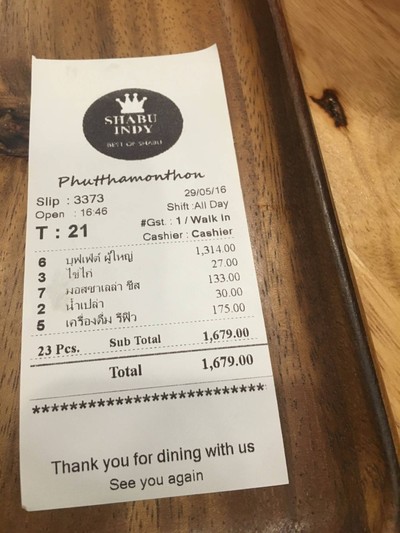 SHABU
INDY
BEST OF SHABU
Phutthamonthon
Slip : 3373 29/05/16
Open : 16:46 Shift :All Day
T : 21 #Gst. : 1 / Walk in
Cashier : Cashier
6 บุฟเฟ่ต์ ผู้ใหญ่ 1,314.00
3 ไข่ไก่ 27.00
7 มอสซาเลล่า ชีส 133.00
2 น้ำเปล่า 30.00
5 เครื่องดื่ม รีฟิว 175.00
23 Pcs. Sub Total 1,679.00
Total 1,679.00
Thank you for dining with us
See you again